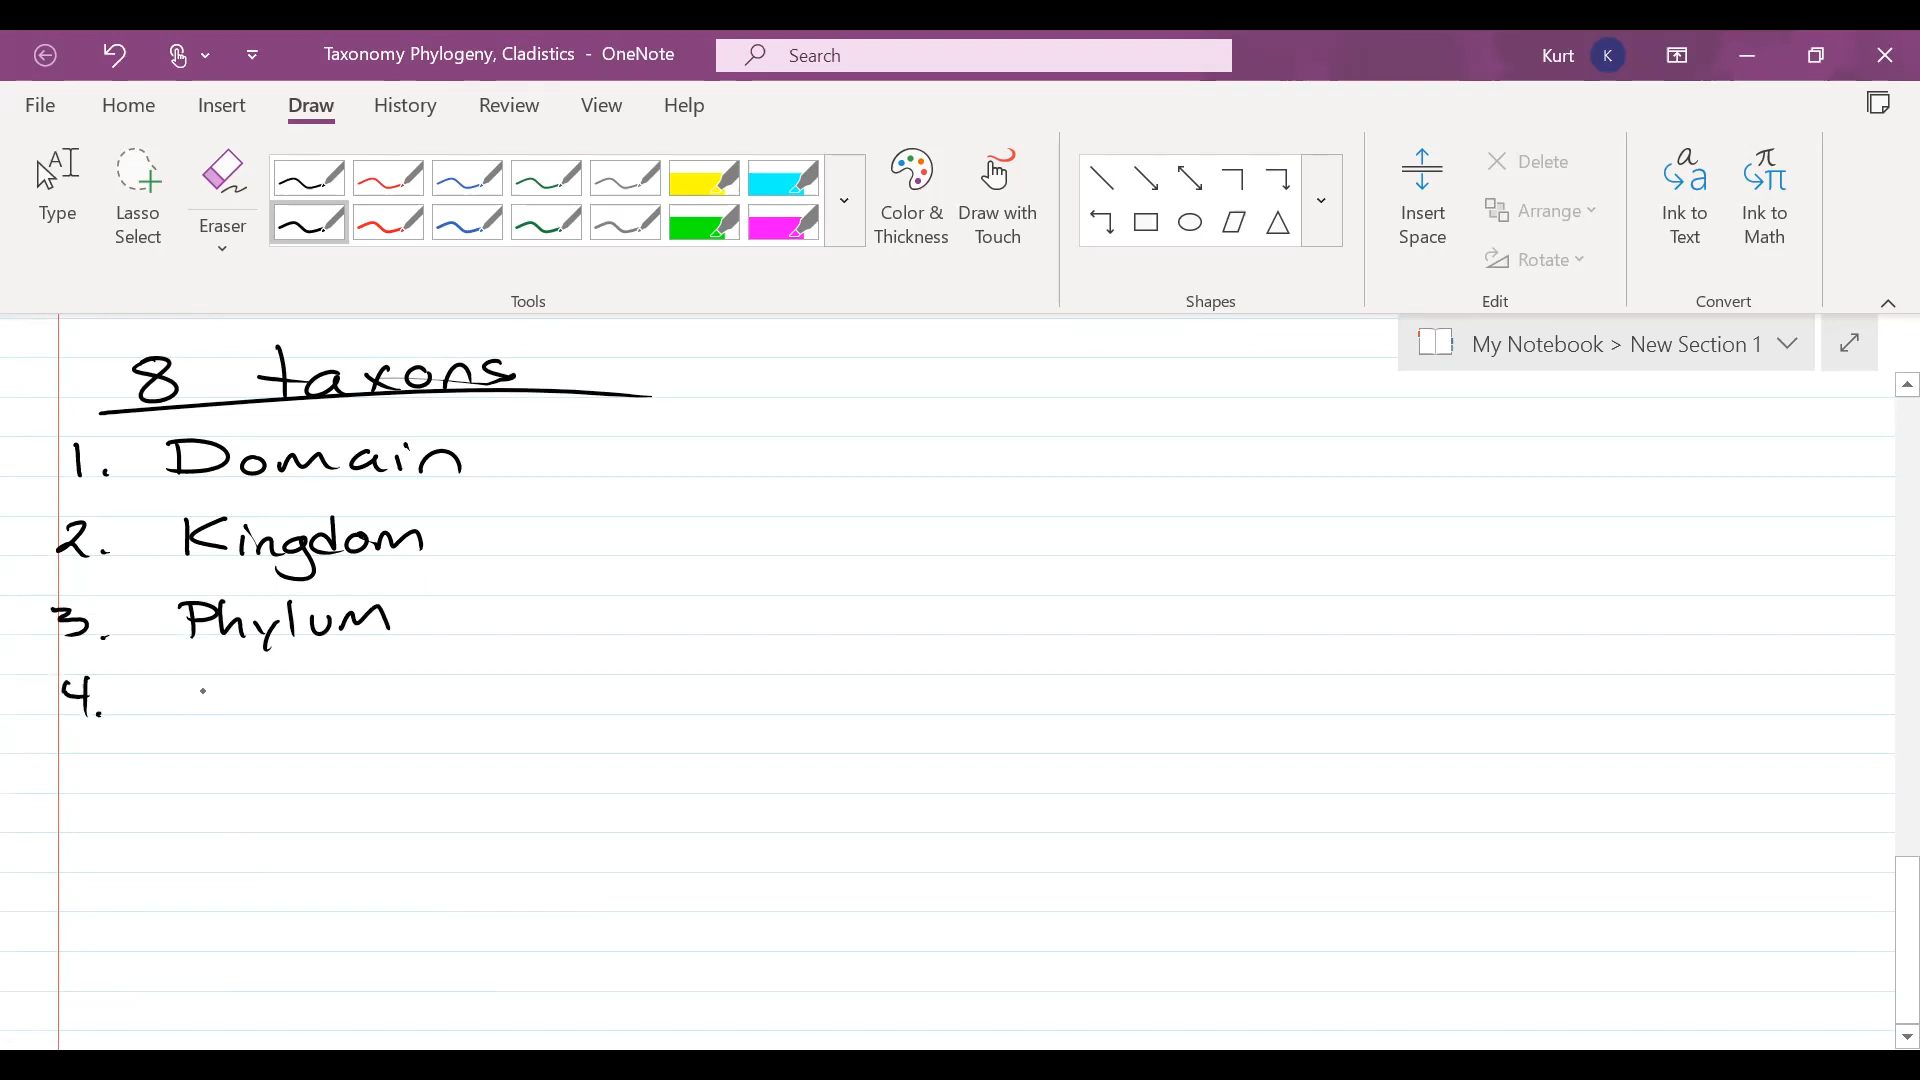 Taxonomy Phylogeny, Cladistics - OneNote
Search
Kurt
K
File Home Insert Draw History Review View Help
Type
Lasso Select
Eraser
Color & Thickness
Draw with Touch
Insert Space
Delete
Arrange
Rotate
Ink to Text
Ink to Math
Tools
Shapes
Edit
Convert
My Notebook > New Section 1
8 taxons
1. Domain
2. Kingdom
3. Phylum
4.